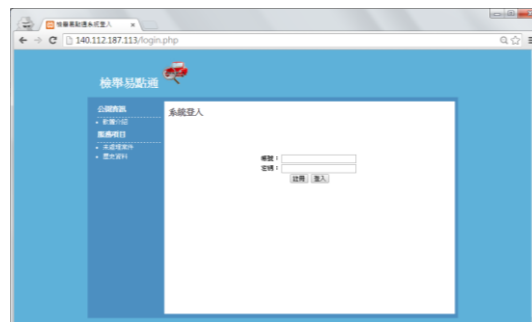 檢舉易點通系統登入
140.112.187.113/login.php
檢舉易點通
公開資訊
軟體介紹
系統登入
服務項目
未處理案件
歷史資料
帳號：
密碼：
註冊 登入